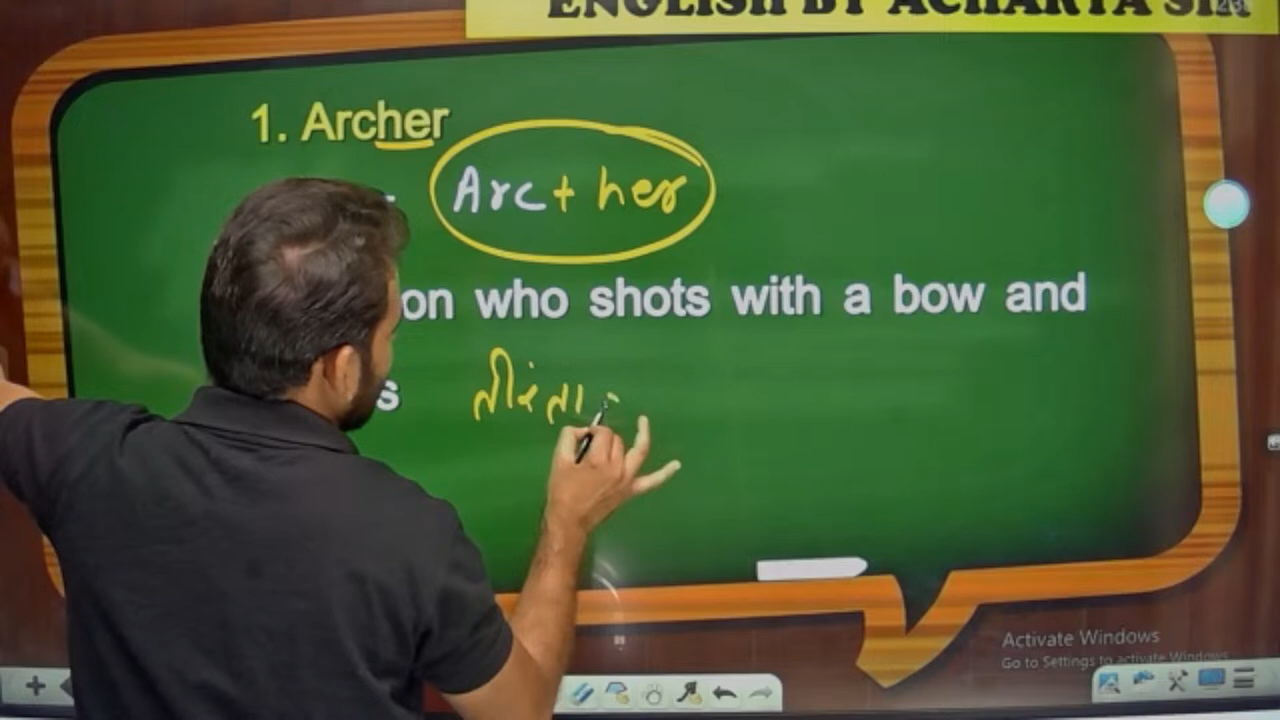 ENGLISH BY ACHARYA SIR
1. Archer
Arc + her
on who shots with a bow and
s
Activate Windows
Go to Settings to activate Windows.